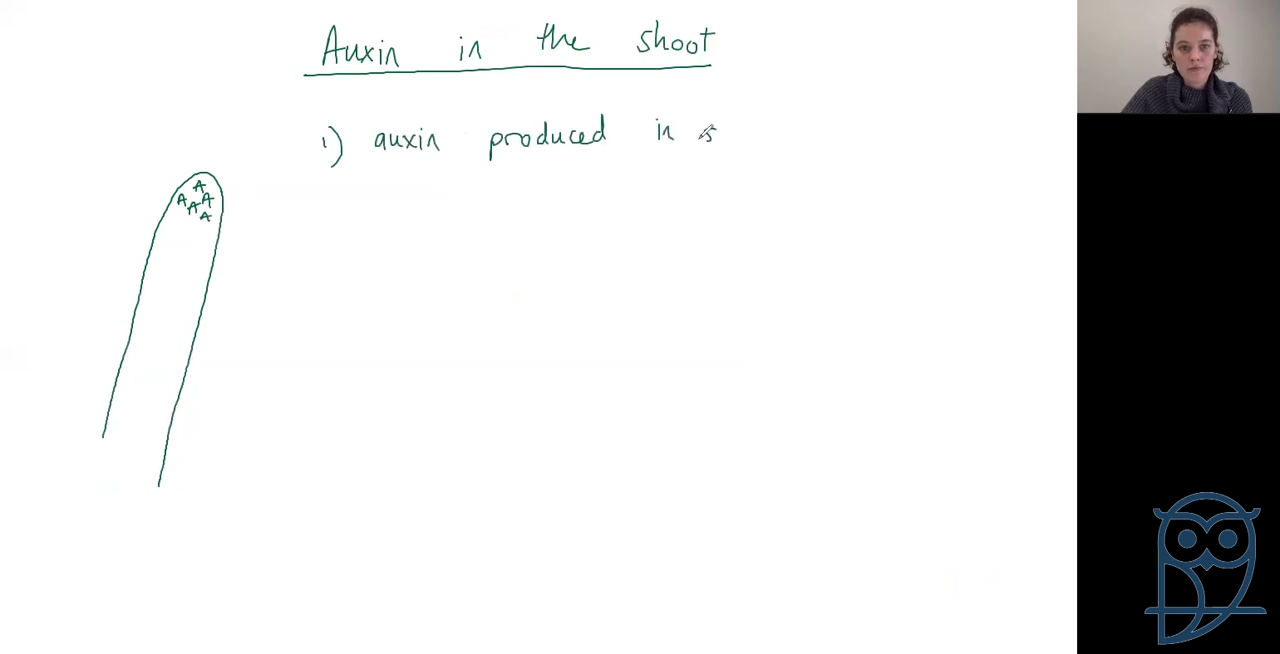 Auxin in the shoot
1) auxin produced in s
A
A A
A
A